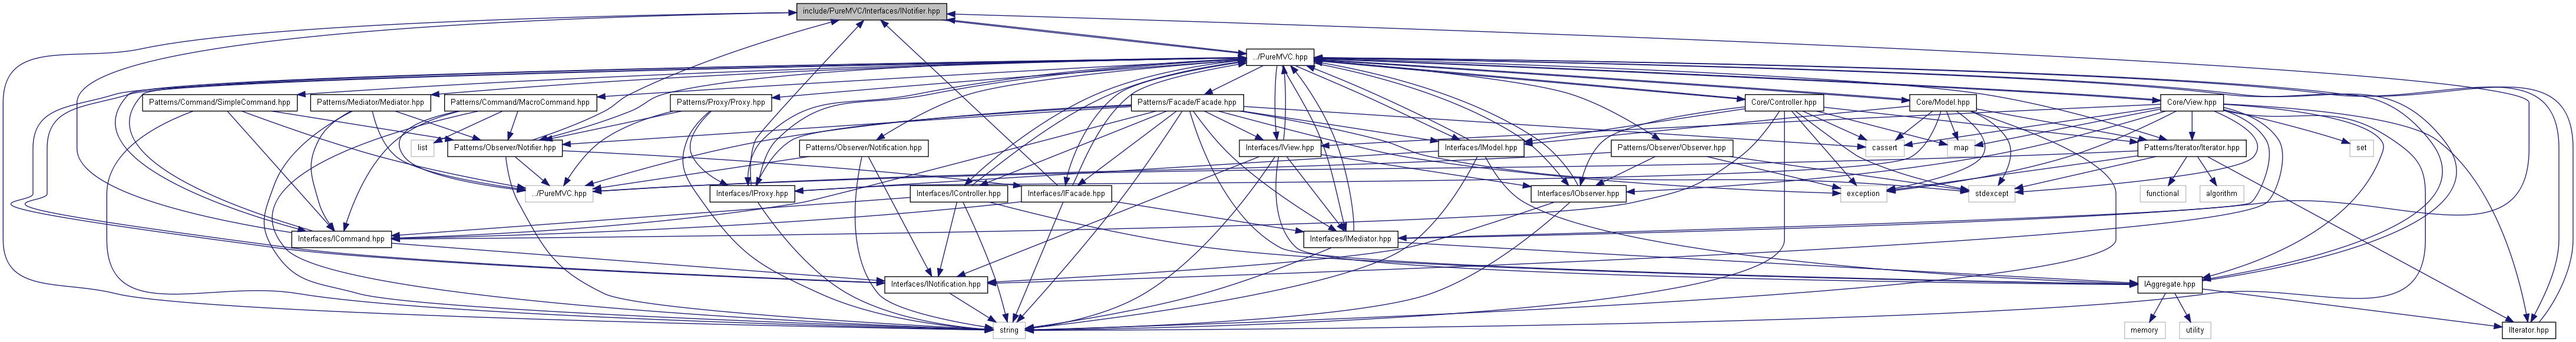 include/PureMVC/Interfaces/INotifier.hpp
../PureMVC.hpp
Patterns/Command/SimpleCommand.hpp
Patterns/Mediator/Mediator.hpp
Patterns/Command/MacroCommand.hpp
Patterns/Proxy/Proxy.hpp
Patterns/Facade/Facade.hpp
Core/Controller.hpp
Core/Model.hpp
Core/View.hpp
list
Patterns/Observer/Notifier.hpp
Patterns/Observer/Notification.hpp
Interfaces/IView.hpp
Interfaces/IModel.hpp
Patterns/Observer/Observer.hpp
cassert
map
Patterns/Iterator/Iterator.hpp
set
.../PureMVC.hpp
Interfaces/IProxy.hpp
Interfaces/IController.hpp
Interfaces/IFacade.hpp
Interfaces/IObserver.hpp
exception
stdexcept
functional
algorithm
Interfaces/ICommand.hpp
Interfaces/IMediator.hpp
Interfaces/INotification.hpp
IAggregate.hpp
string
memory
utility
IIterator.hpp